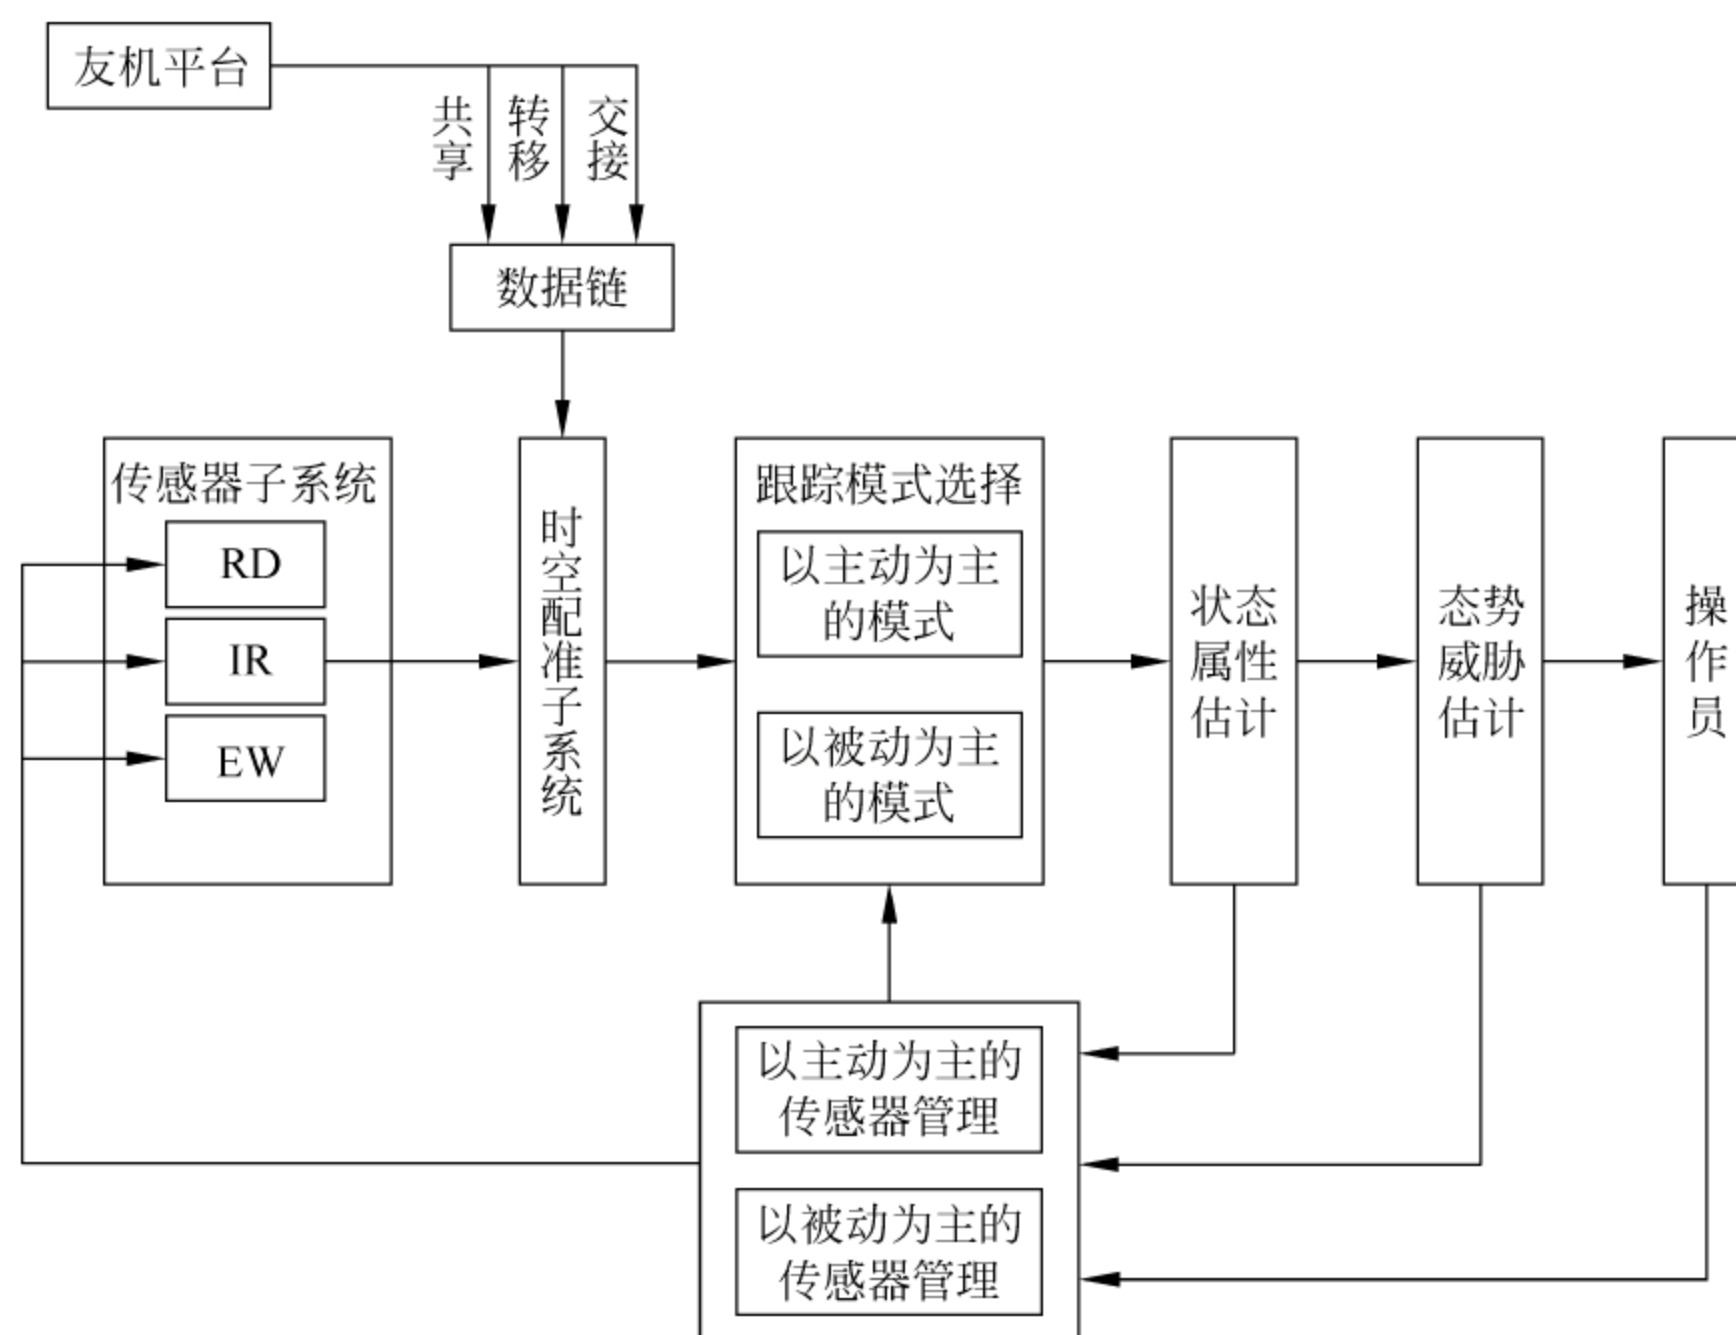 友机平台
共享
转移
交接
数据链
传感器子系统
RD
IR
EW
时空配准子系统
跟踪模式选择
以主动为主
的模式
以被动为主
的模式
状态
属性
估计
态势
威胁
估计
操作员
以主动为主的
传感器管理
以被动为主的
传感器管理